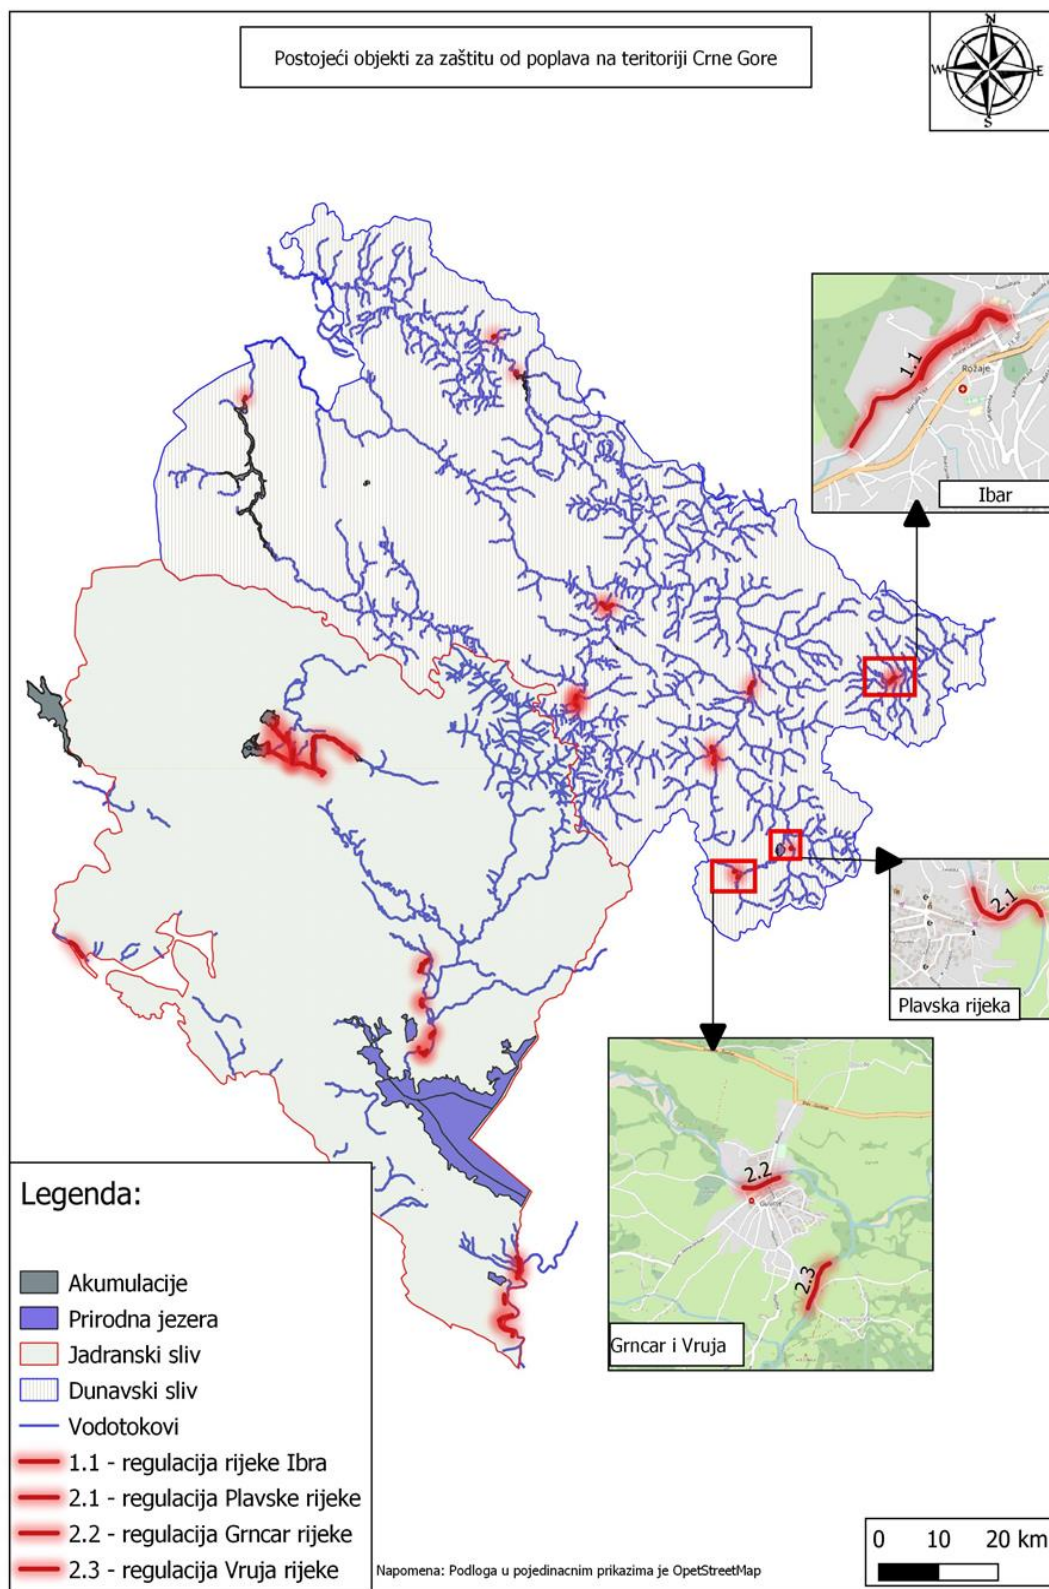 Postojeći objekti za zaštitu od poplava na teritoriji Crne Gore
N
W
E
S
1.1
Rožaje
Ibar
2.1
Plavska rijeka
2.2
2.3
Grncar i Vruja
Legenda:
Akumulacije
Prirodna jezera
Jadranski sliv
Dunavski sliv
Vodotokovi
1.1 - regulacija rijeke Ibra
2.1 - regulacija Plavske rijeke
2.2 - regulacija Grncar rijeke
2.3 - regulacija Vruja rijeke
Napomena: Podloga u pojedinacnim prikazima je OpetStreetMap
0 10 20 km